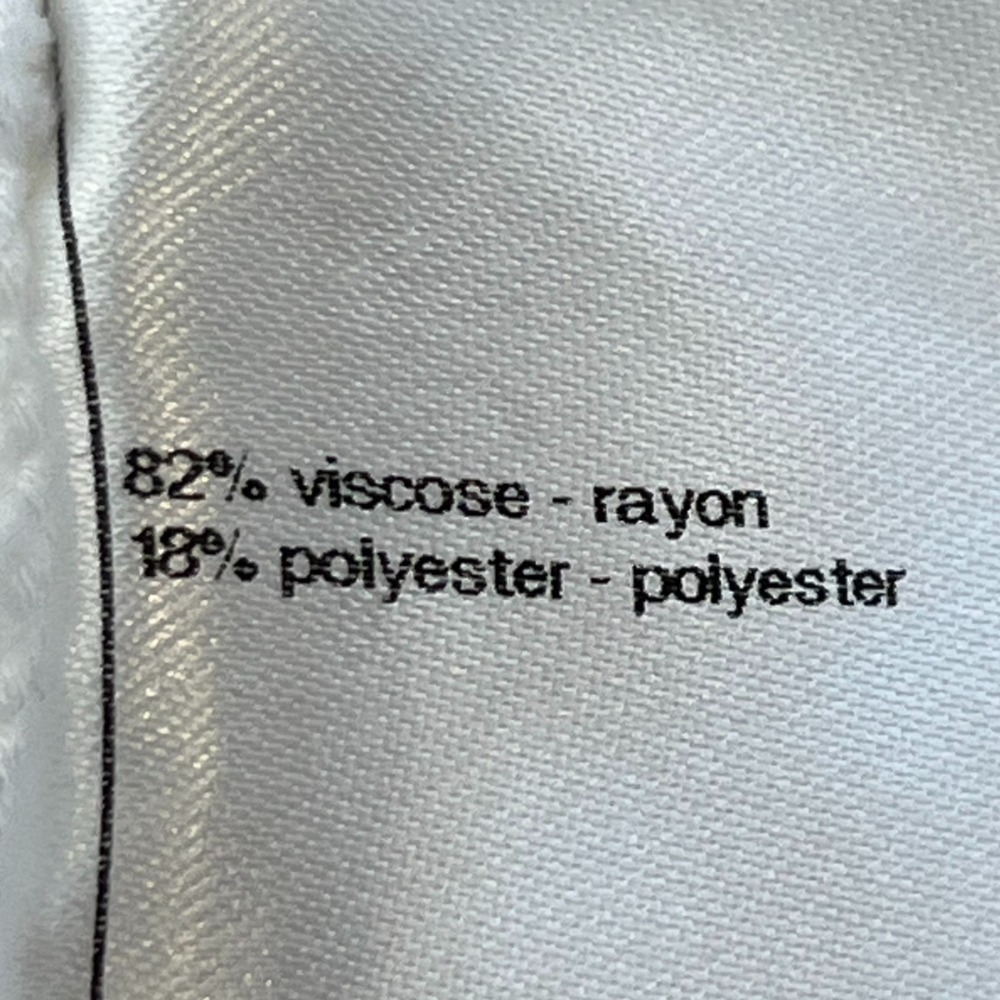 82% viscose - rayon
18% polyester - polyester